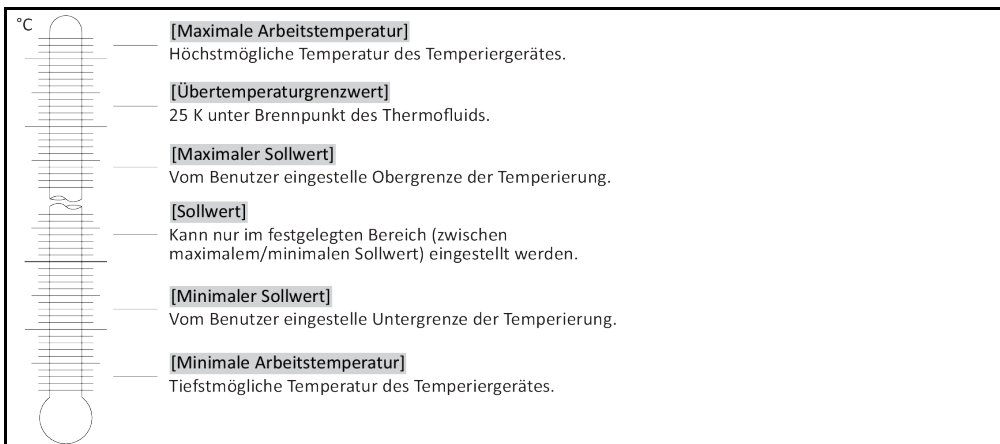 °C
[Maximale Arbeitstemperatur]
Höchstmögliche Temperatur des Temperiergerätes.
[Übertemperaturgrenzwert]
25 K unter Brennpunkt des Thermofluids.
[Maximaler Sollwert]
Vom Benutzer eingestelle Obergrenze der Temperierung.
[Sollwert]
Kann nur im festgelegten Bereich (zwischen
maximalem/minimalen Sollwert) eingestellt werden.
[Minimaler Sollwert]
Vom Benutzer eingestelle Untergrenze der Temperierung.
[Minimale Arbeitstemperatur]
Tiefstmögliche Temperatur des Temperiergerätes.